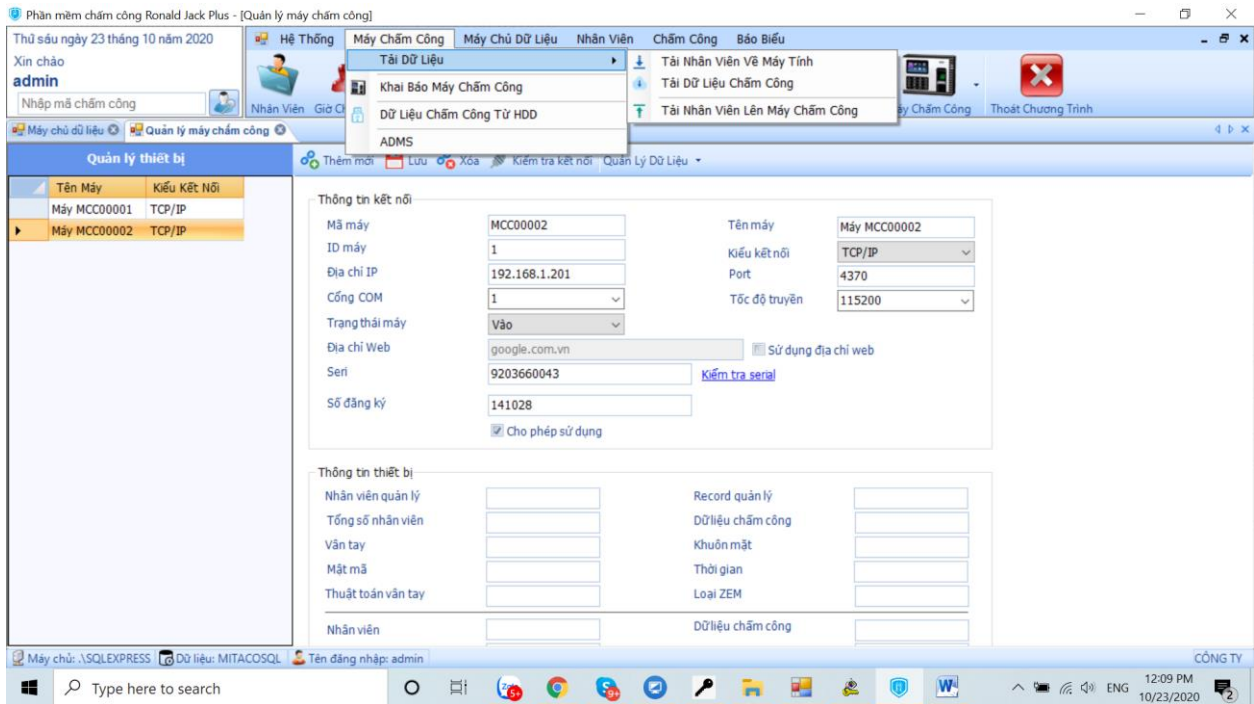 Phần mềm chấm công Ronald Jack Plus - [Quản lý máy chấm công]
Thứ sáu ngày 23 tháng 10 năm 2020
Hệ Thống Máy Chấm Công Máy Chủ Dữ Liệu Nhân Viên Chấm Công Báo Biểu
Xin chào
admin
Nhập mã chấm công
Tải Dữ Liệu
Khai Báo Máy Chấm Công
Dữ Liệu Chấm Công Từ HDD
ADMS
Tải Nhân Viên Về Máy Tính
Tải Dữ Liệu Chấm Công
Tải Nhân Viên Lên Máy Chấm Công
Nhân Viên Giờ Ch
áy Chấm Công Thoát Chương Trình
Máy chủ dữ liệu Quản lý máy chấm công
Quản lý thiết bị
Thêm mới Lưu Xóa Kiểm tra kết nối Quản Lý Dữ Liệu
Tên Máy Kiểu Kết Nối
Máy MCC00001 TCP/IP
Máy MCC00002 TCP/IP
Thông tin kết nối
Mã máy MCC00002 Tên máy Máy MCC00002
ID máy 1 Kiểu kết nối TCP/IP
Địa chỉ IP 192.168.1.201 Port 4370
Cổng COM 1 Tốc độ truyền 115200
Trạng thái máy Vào
Địa chỉ Web google.com.vn Sử dụng địa chỉ web
Seri 9203660043 Kiểm tra serial
Số đăng ký 141028
Cho phép sử dụng
Thông tin thiết bị
Nhân viên quản lý Record quản lý
Tổng số nhân viên Dữ liệu chấm công
Vân tay Khuôn mặt
Mật mã Thời gian
Thuật toán vân tay Loại ZEM
Nhân viên Dữ liệu chấm công
Máy chủ: .\SQLEXPRESS Dữ liệu: MITACOSQL Tên đăng nhập: admin CÔNG TY
Type here to search
ENG
12:09 PM
10/23/2020
2